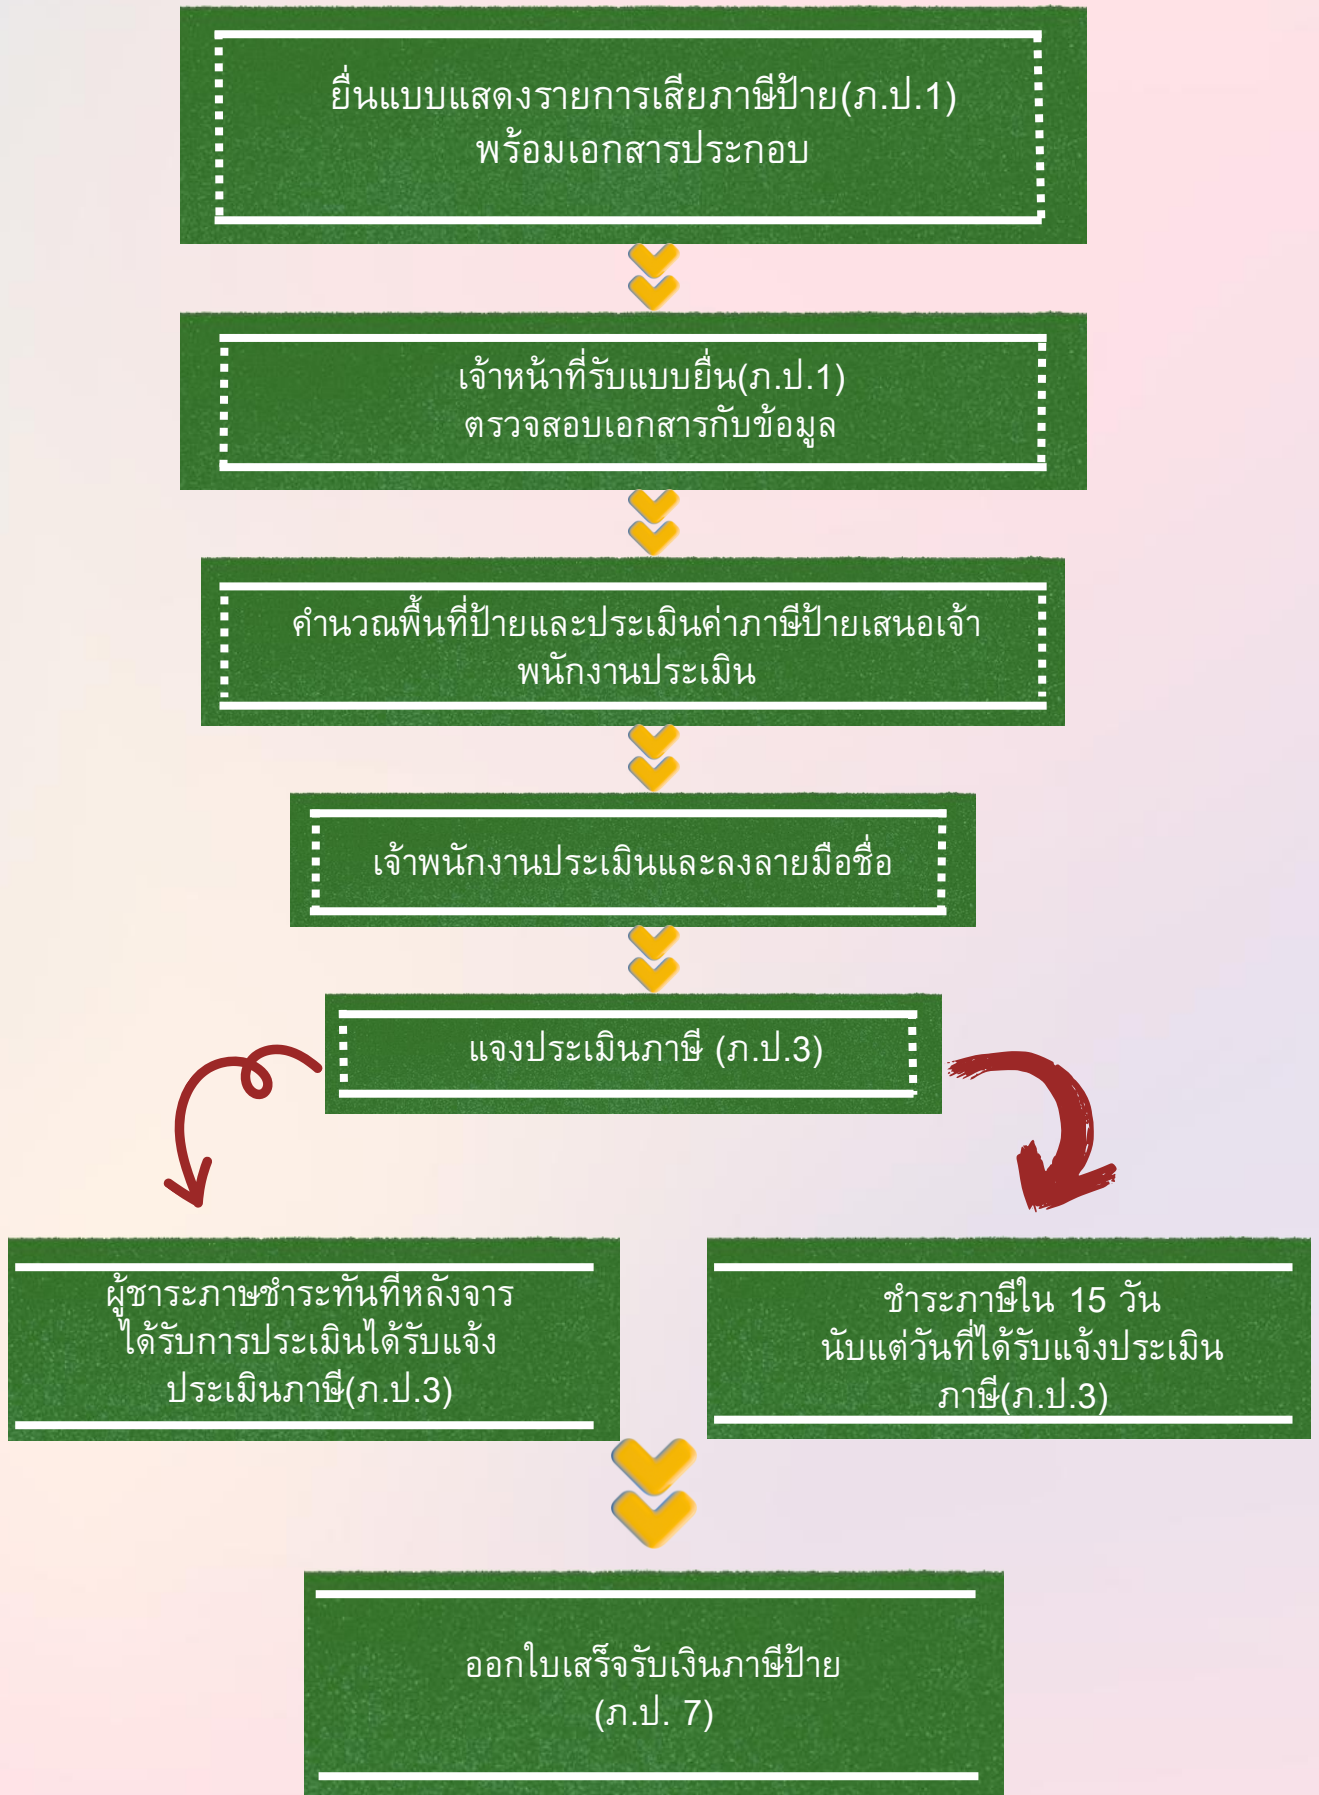 ยื่นแบบแสดงรายการเสียภาษีป้าย(ภ.ป.1)
พร้อมเอกสารประกอบ
เจ้าหน้าที่รับแบบยื่น(ภ.ป.1)
ตรวจสอบเอกสารกับข้อมูล
คำนวณพื้นที่ป้ายและประเมินค่าภาษีป้ายเสนอเจ้า
พนักงานประเมิน
เจ้าพนักงานประเมินและลงลายมือชื่อ
แจงประเมินภาษี (ภ.ป.3)
ผู้ชาระภาษชำระทันทีหลังจาร
ได้รับการประเมินได้รับแจ้ง
ประเมินภาษี(ภ.ป.3)
ชำระภาษีใน 15 วัน
นับแต่วันที่ได้รับแจ้งประเมิน
ภาษี(ภ.ป.3)
ออกใบเสร็จรับเงินภาษีป้าย
(ภ.ป. 7)